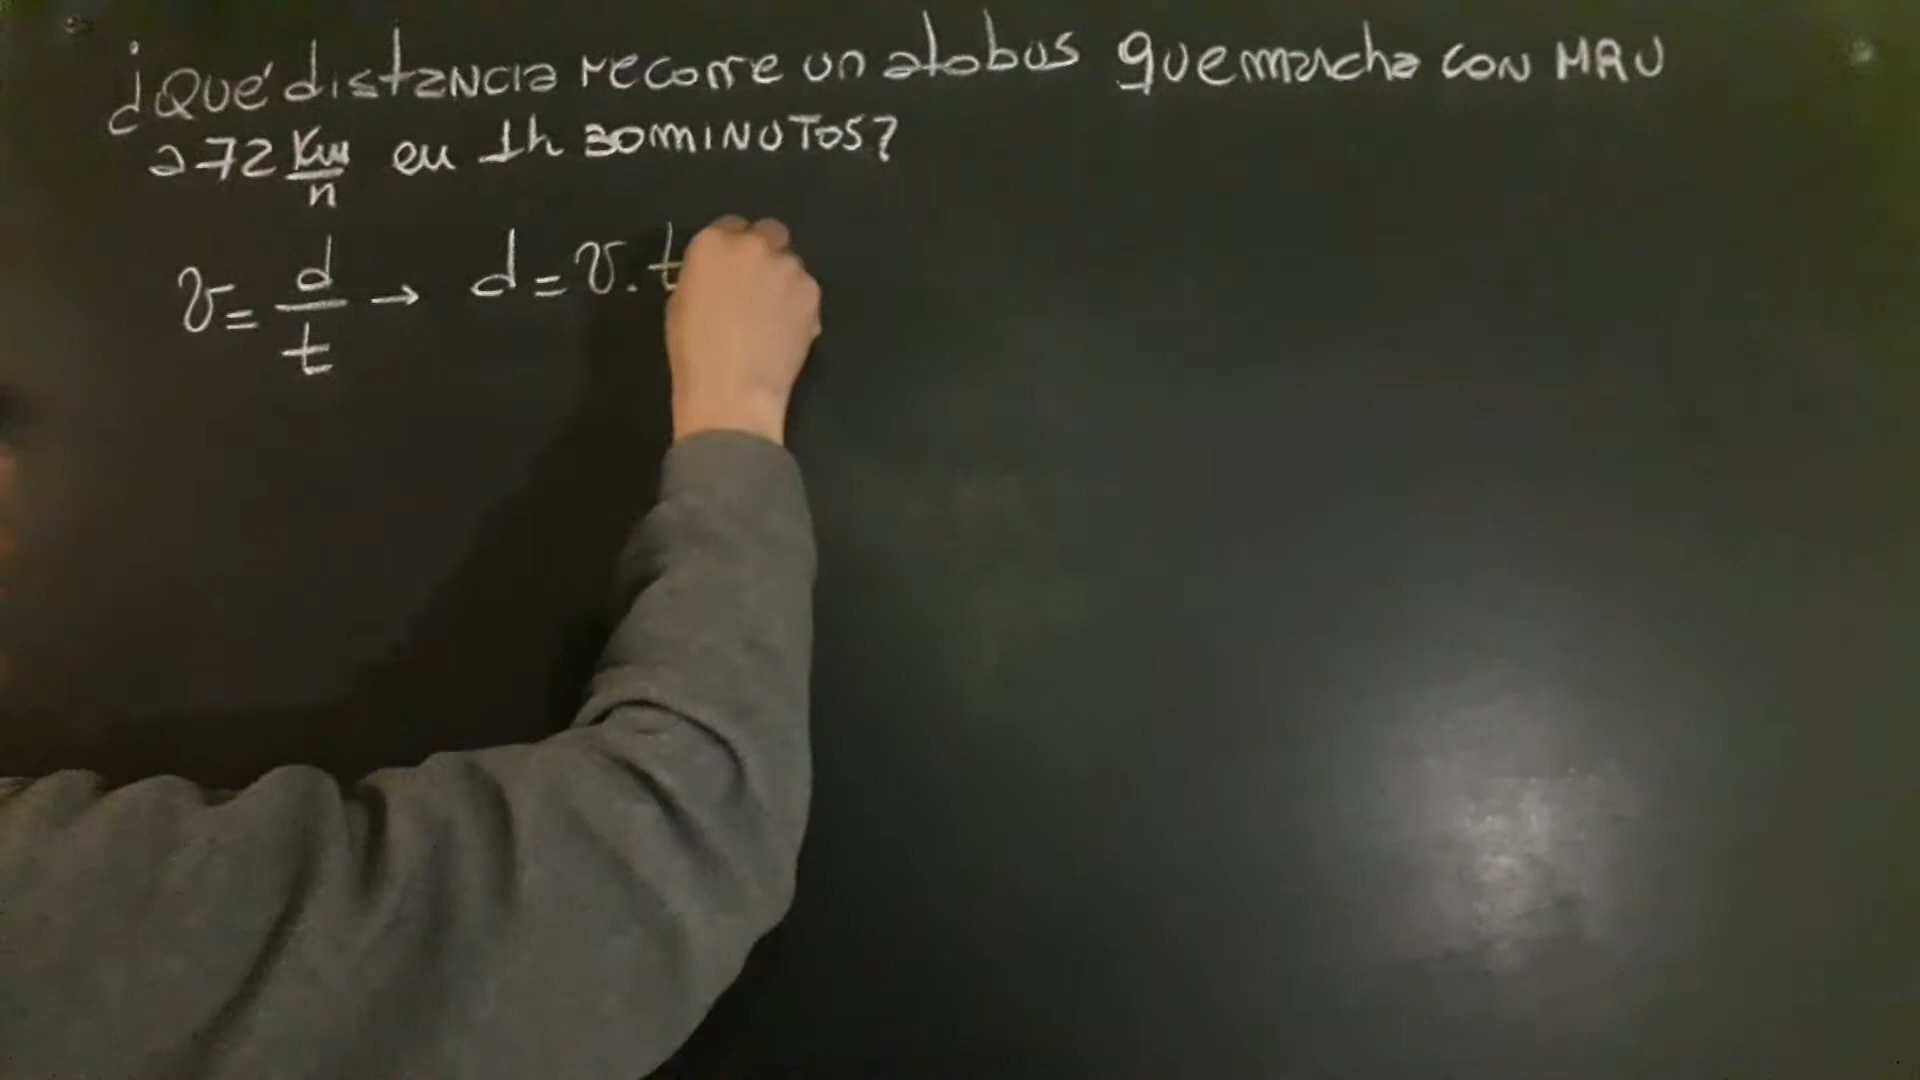 ¿Qué distancia recorre un atobus que marcha con MRU
a 72 Km/h en 1h 30 MINUTOS?
v = d/t → d = v . t